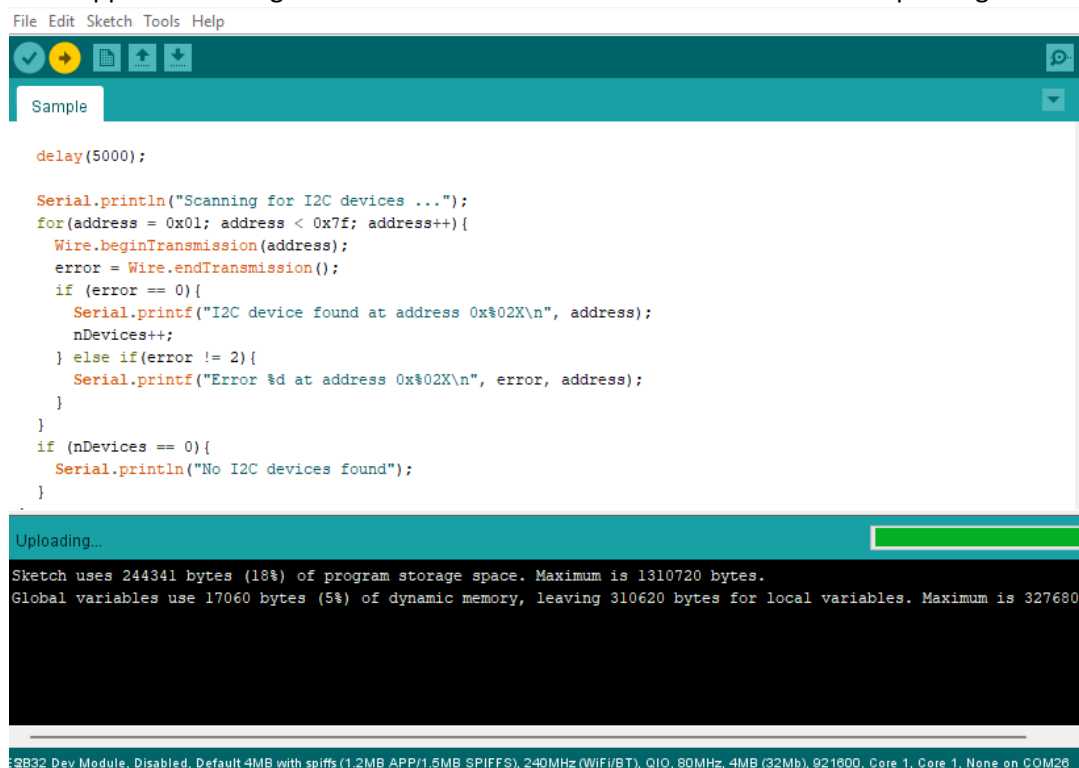 File Edit Sketch Tools Help
Sample
delay(5000);
Serial.println("Scanning for I2C devices ...");
for(address = 0x01; address < 0x7f; address++){
Wire.beginTransmission(address);
error = Wire.endTransmission();
if (error == 0){
Serial.printf("I2C device found at address 0x%02X\n", address);
nDevices++;
} else if(error != 2){
Serial.printf("Error %d at address 0x%02X\n", error, address);
}
}
if (nDevices == 0){
Serial.println("No I2C devices found");
}
Uploading...
Sketch uses 244341 bytes (18%) of program storage space. Maximum is 1310720 bytes.
Global variables use 17060 bytes (5%) of dynamic memory, leaving 310620 bytes for local variables. Maximum is 327680
Dev Module, Disabled, Default 4MB with spiffs (1.2MB APP/1.5MB SPIFFS), 240MHz (WiFi/BT), QIO, 80MHz, 4MB (32Mb), 921600, Core 1, Core 1, None on COM26